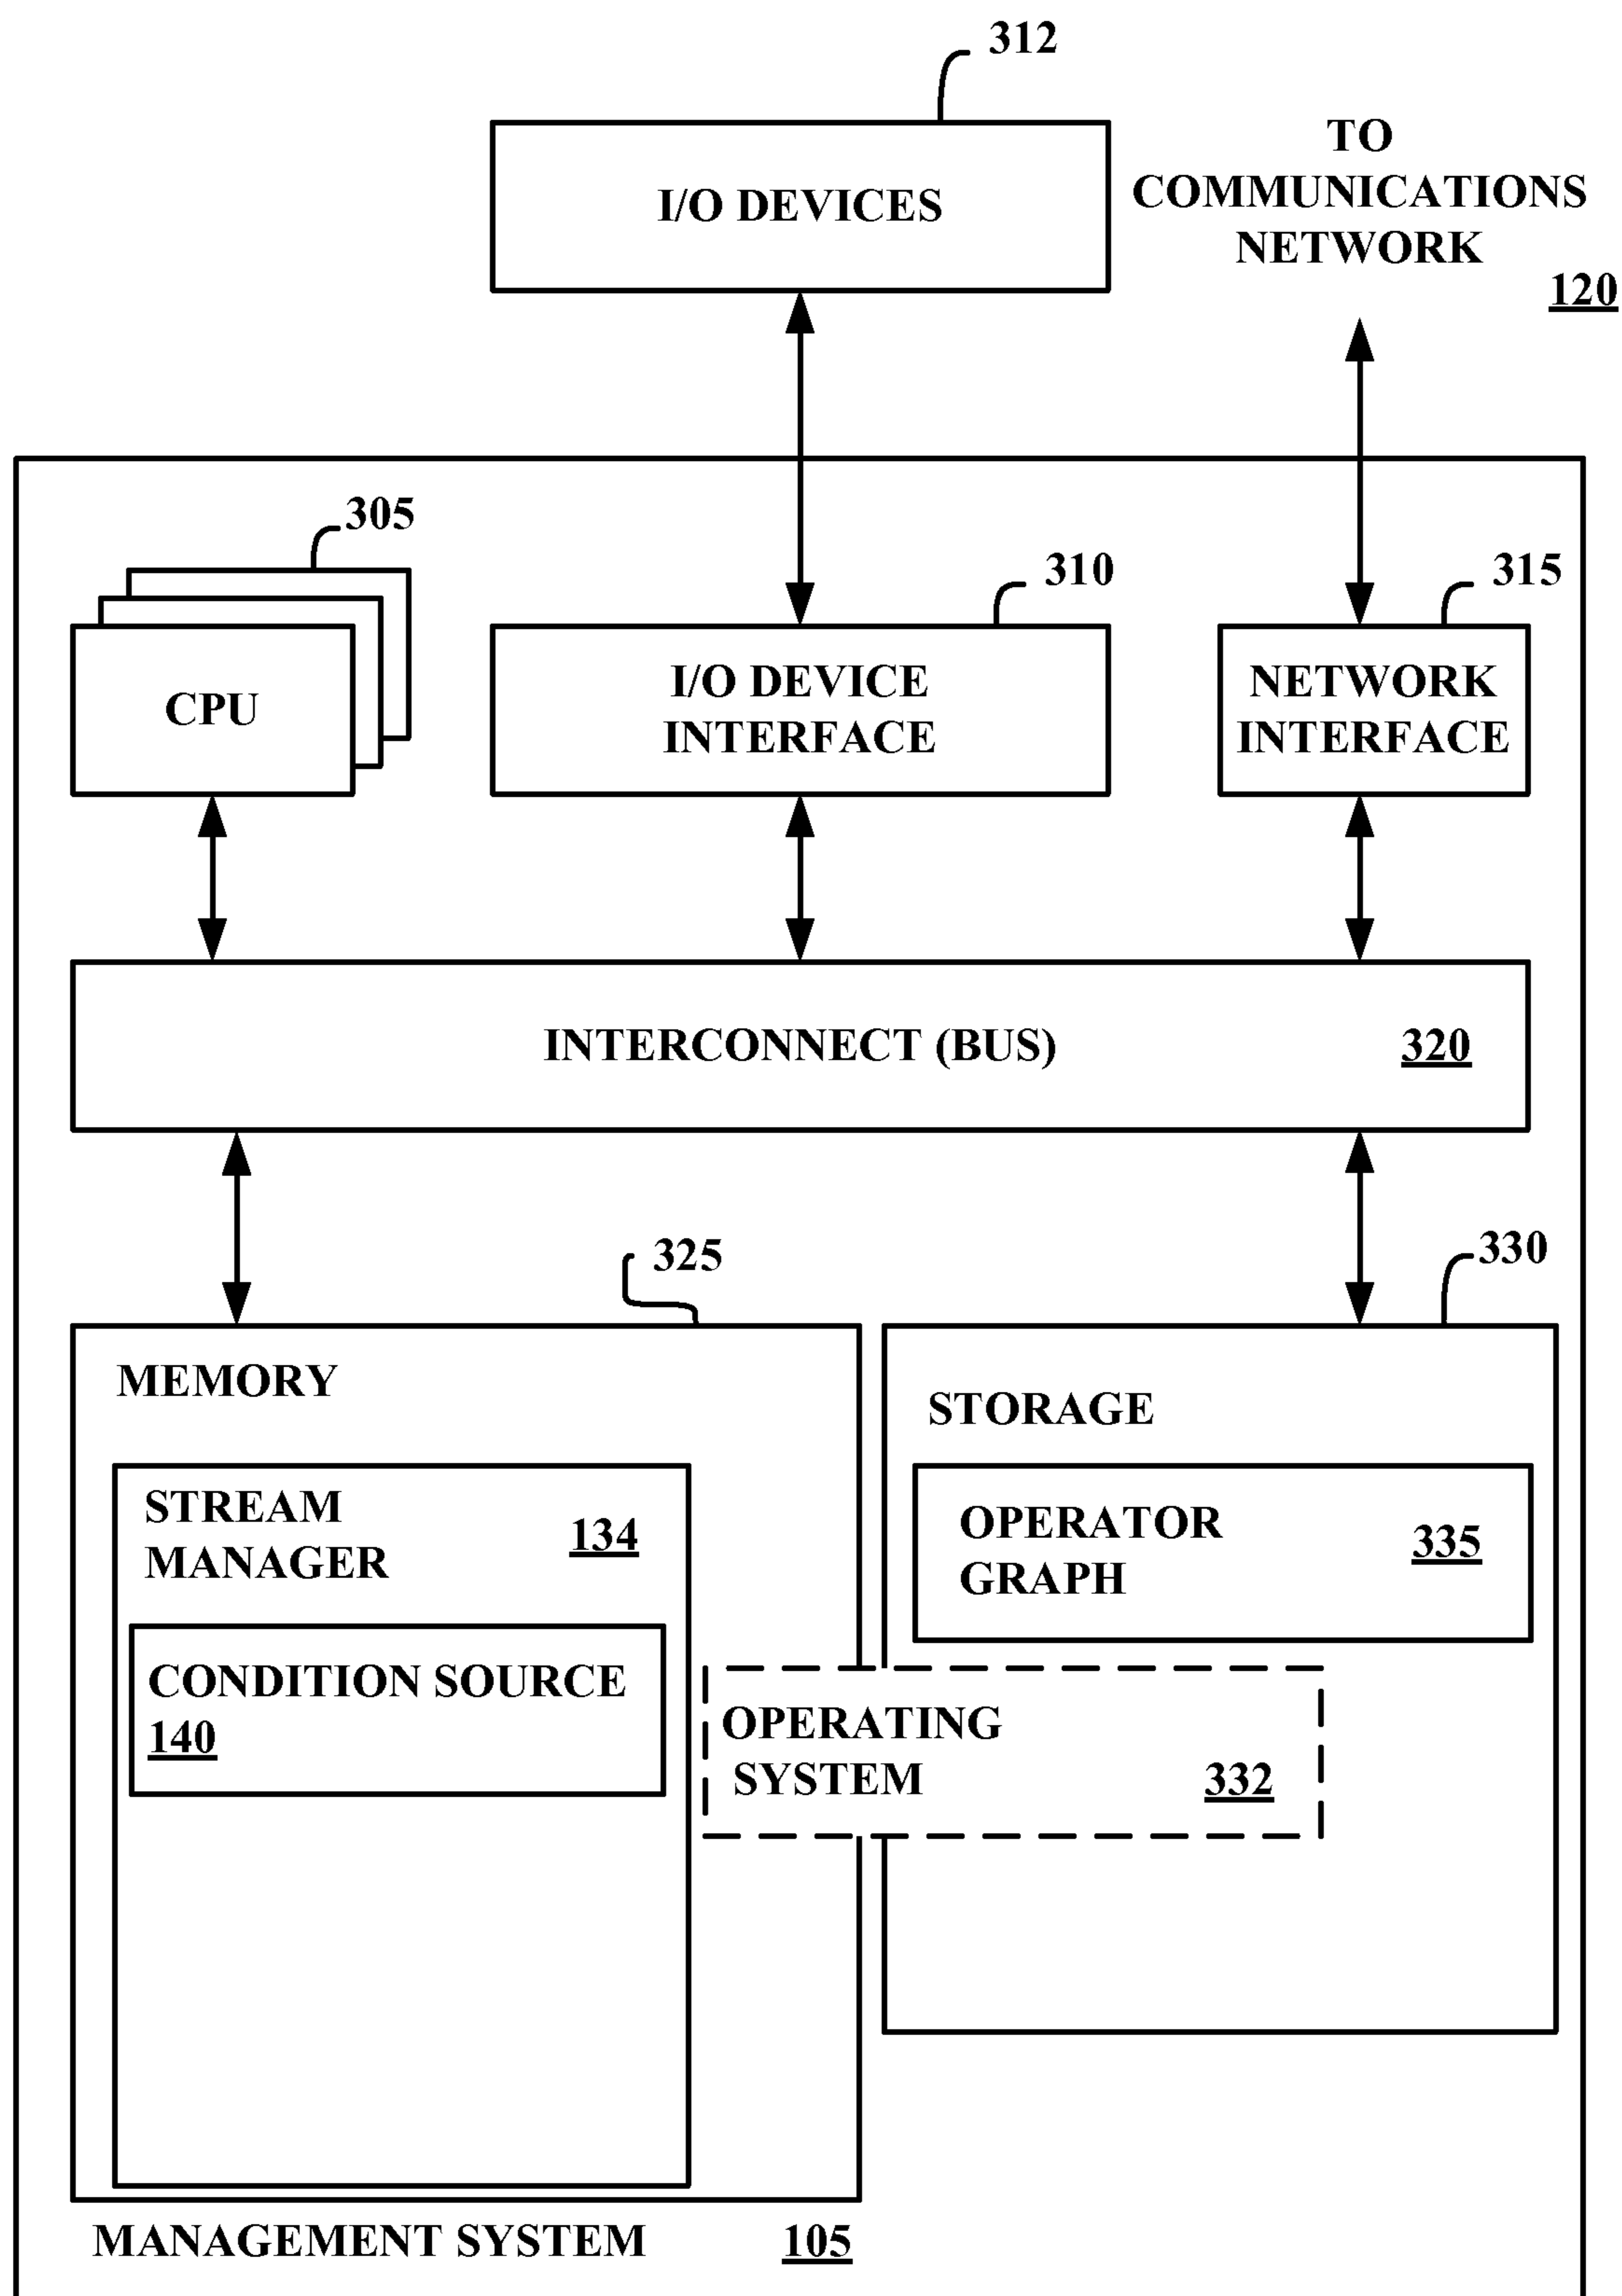 312
I/O DEVICES
TO
COMMUNICATIONS
NETWORK
120
305
CPU
310
I/O DEVICE
INTERFACE
315
NETWORK
INTERFACE
INTERCONNECT (BUS)
320
325
330
MEMORY
STREAM
MANAGER
134
CONDITION SOURCE
140
STORAGE
OPERATOR
GRAPH
335
OPERATING
SYSTEM
332
MANAGEMENT SYSTEM
105